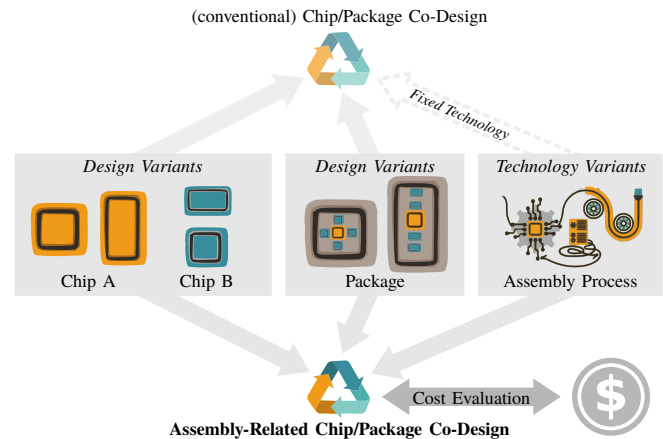 (conventional) Chip/Package Co-Design
Fixed Technology
Design Variants
Design Variants
Technology Variants
Chip A
Chip B
Package
Assembly Process
Cost Evaluation
$
Assembly-Related Chip/Package Co-Design